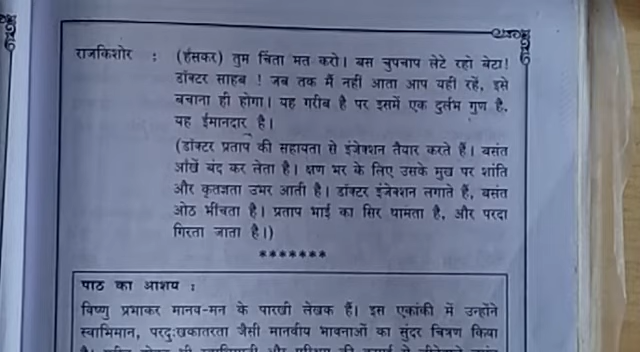 राजकिशोर : (हंसकर) तुम चिंता मत करो। बस चुपचाप लेटे रहो बेटा!
डॉक्टर साहब ! जब तक मैं नहीं आता आप यही रहें, इसे
बचाना ही होगा। यह गरीब है पर इसमें एक दुर्लभ गुण है,
यह ईमानदार है।
(डॉक्टर प्रताप की सहायता से इंजेक्शन तैयार करते हैं। बसंत
आँखें बंद कर लेता है। क्षण भर के लिए उसके मुख पर शांति
और कृतज्ञता उभर आती है। डॉक्टर इंजेक्शन लगाते हैं, बसंत
ओठ भींचता है। प्रताप भाई का सिर थामता है, और परदा
गिरता जाता है।)
*******
पाठ का आशय :
विष्णु प्रभाकर मानव-मन के पारखी लेखक हैं। इस एकांकी में उन्होंने
स्वाभिमान, परदुःखकातरता जैसी मानवीय भावनाओं का सुंदर चित्रण किया
है।